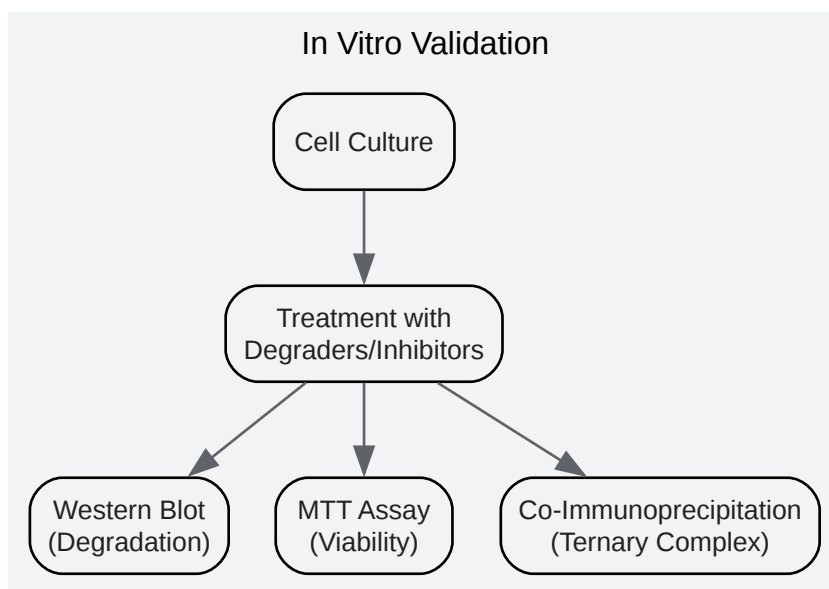 In Vitro Validation
Cell Culture
Treatment with
Degraders/Inhibitors
Western Blot
(Degradation)
MTT Assay
(Viability)
Co-Immunoprecipitation
(Ternary Complex)